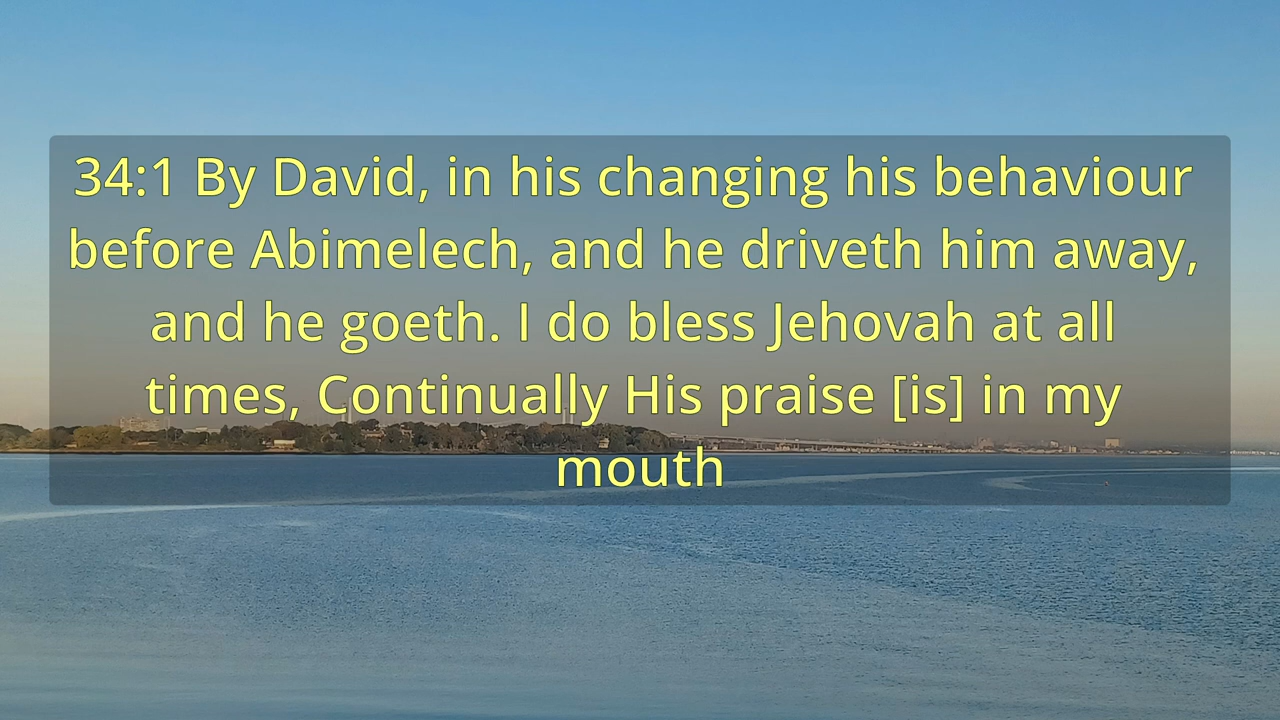 34:1 By David, in his changing his behaviour
before Abimelech, and he driveth him away,
and he goeth. I do bless Jehovah at all
times, Continually His praise [is] in my
mouth